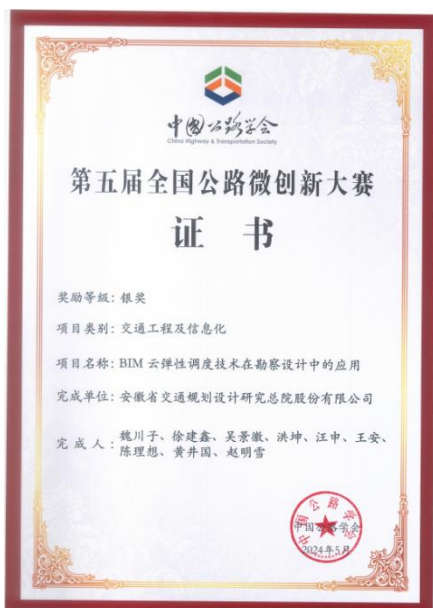 中国公路学会
China Highway & Transportation Society
第五届全国公路微创新大赛
证 书
奖励等级：银奖
项目类别：交通工程及信息化
项目名称：BIM 云弹性调度技术在勘察设计中的应用
完成单位：安徽省交通规划设计研究总院股份有限公司
完 成 人：魏川子、徐建鑫、吴景徽、洪坤、汪申、王安、
陈理想、黄井国、赵明雪
中国公路学会
中国公路学会
2024年5月